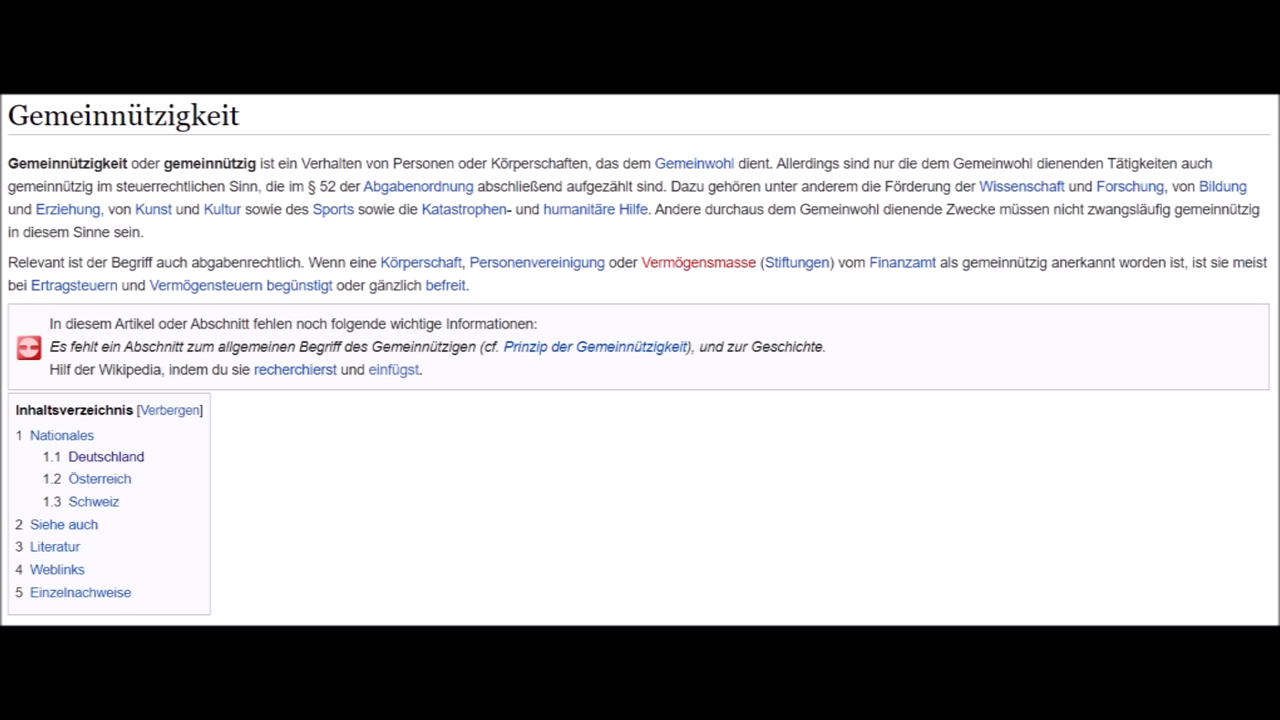 Gemeinnützigkeit
Gemeinnützigkeit oder gemeinnützig ist ein Verhalten von Personen oder Körperschaften, das dem Gemeinwohl dient. Allerdings sind nur die dem Gemeinwohl dienenden Tätigkeiten auch
gemeinnützig im steuerrechtlichen Sinn, die im § 52 der Abgabenordnung abschließend aufgezählt sind. Dazu gehören unter anderem die Förderung der Wissenschaft und Forschung, von Bildung
und Erziehung, von Kunst und Kultur sowie des Sports sowie die Katastrophen- und humanitäre Hilfe. Andere durchaus dem Gemeinwohl dienende Zwecke müssen nicht zwangsläufig gemeinnützig
in diesem Sinne sein.
Relevant ist der Begriff auch abgabenrechtlich. Wenn eine Körperschaft, Personenvereinigung oder Vermögensmasse (Stiftungen) vom Finanzamt als gemeinnützig anerkannt worden ist, ist sie meist
bei Ertragsteuern und Vermögensteuern begünstigt oder gänzlich befreit.
In diesem Artikel oder Abschnitt fehlen noch folgende wichtige Informationen:
Es fehlt ein Abschnitt zum allgemeinen Begriff des Gemeinnützigen (cf. Prinzip der Gemeinnützigkeit), und zur Geschichte.
Hilf der Wikipedia, indem du sie recherchierst und einfügst.
Inhaltsverzeichnis [Verbergen]
1 Nationales
1.1 Deutschland
1.2 Österreich
1.3 Schweiz
2 Siehe auch
3 Literatur
4 Weblinks
5 Einzelnachweise